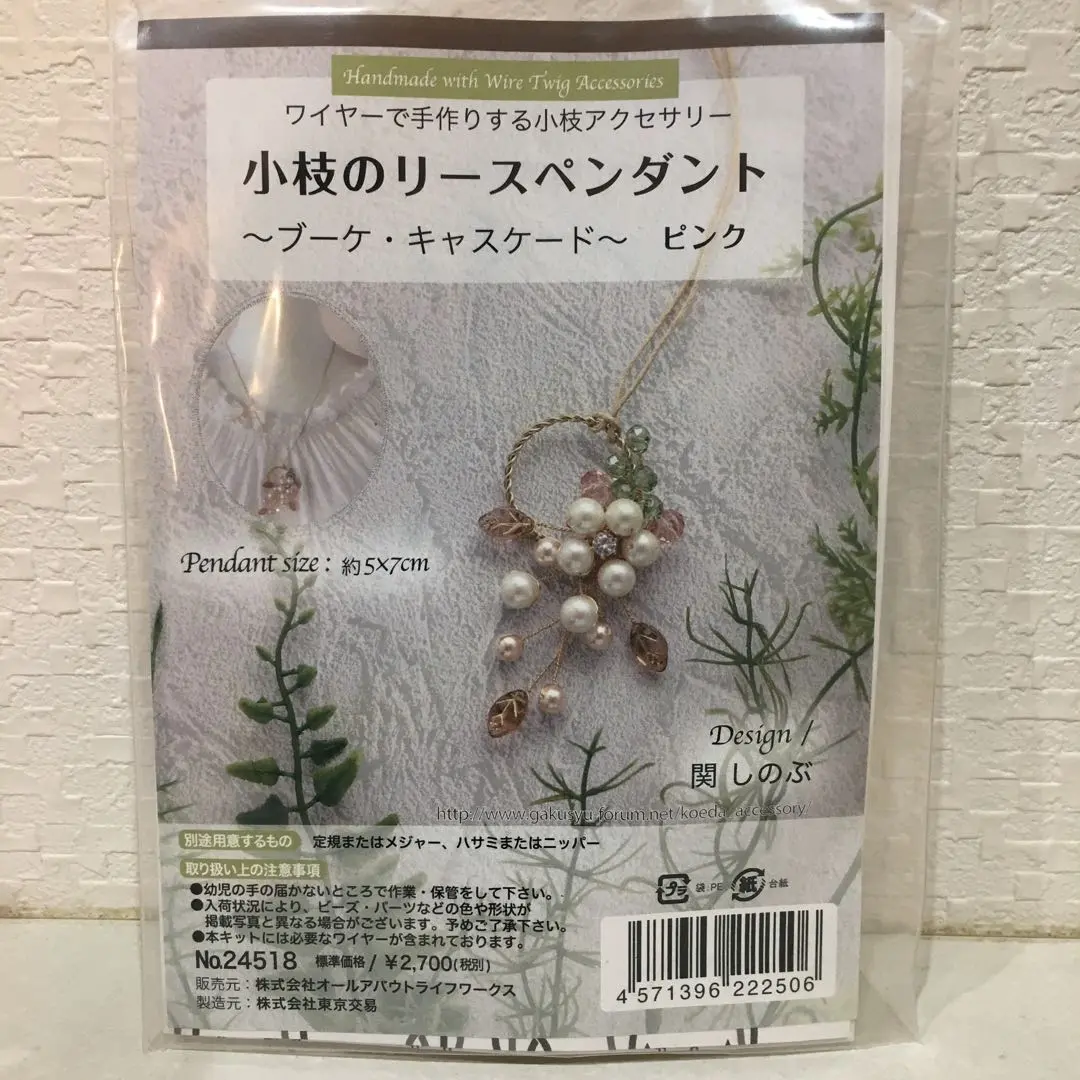 Handmade with Wire Twig Accessories
ワイヤーで手作りする小枝アクセサリー
小枝のリースペンダント
～ブーケ・キャスケード～ ピンク
Pendant size : 約5×7cm
Design /
関 しのぶ
http://www.gakusyu-forum.net/koeda_accessory/
別途用意するもの 定規またはメジャー、ハサミまたはニッパー
取り扱い上の注意事項
●幼児の手の届かないところで作業・保管をして下さい。
●入荷状況により、ビーズ・パーツなどの色や形状が
掲載写真と異なる場合がございます。予めご了承下さい。
●本キットには必要なワイヤーが含まれております。
プラ 袋:PE 紙 台紙
No.24518 標準価格/ ¥2,700(税別)
販売元：株式会社オールアバウトライフワークス
製造元：株式会社東京交易
4 571396 222506